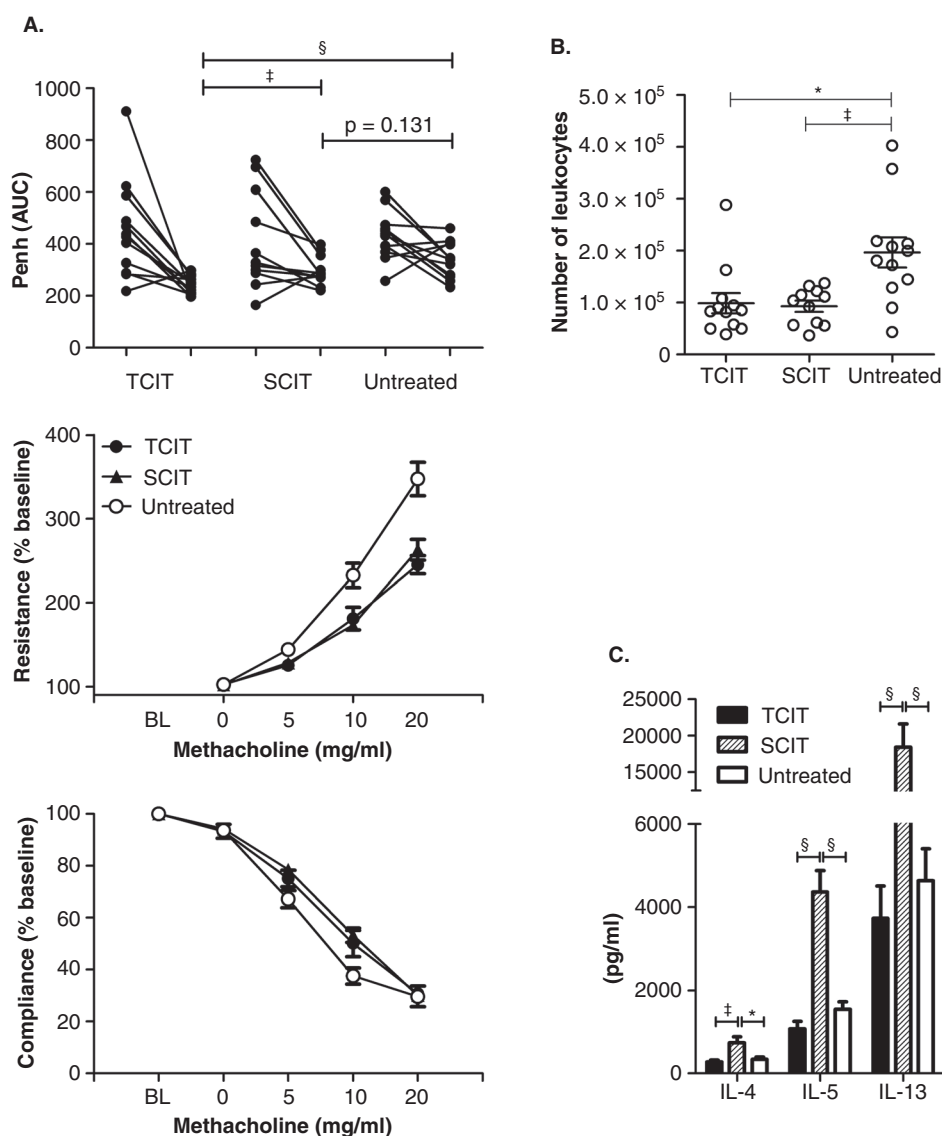 A.
§
‡
p = 0.131
1000
800
600
400
200
0
Penh (AUC)
TCIT SCIT Untreated
B.
*
‡
5.0 × 10⁵
4.0 × 10⁵
3.0 × 10⁵
2.0 × 10⁵
1.0 × 10⁵
0
Number of leukocytes
TCIT SCIT Untreated
400
300
200
100
Resistance (% baseline)
TCIT
SCIT
Untreated
BL 0 5 10 20
Methacholine (mg/ml)
100
80
60
40
20
0
Compliance (% baseline)
BL 0 5 10 20
Methacholine (mg/ml)
C.
25000
20000
15000
6000
4000
2000
0
(pg/ml)
TCIT
SCIT
Untreated
§ §
§ §
‡ *
IL-4 IL-5 IL-13